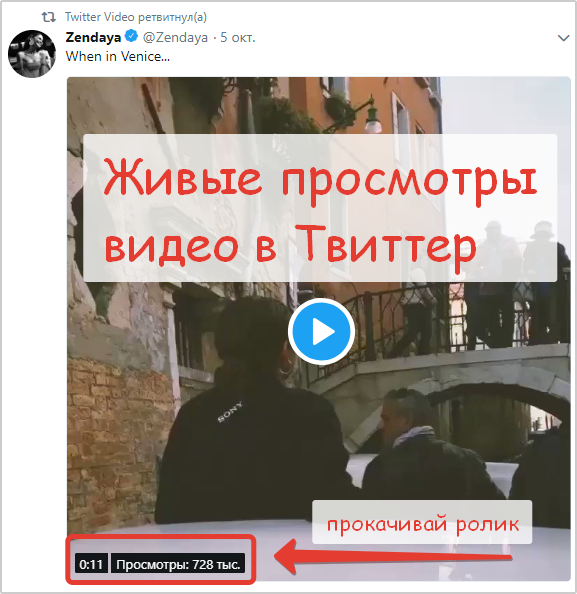 Twitter Video ретвитнул(а)
Zendaya @Zendaya · 5 окт.
When in Venice...
Живые просмотры
видео в Твиттер
SONY
прокачивай ролик
0:11 Просмотры: 728 тыс.